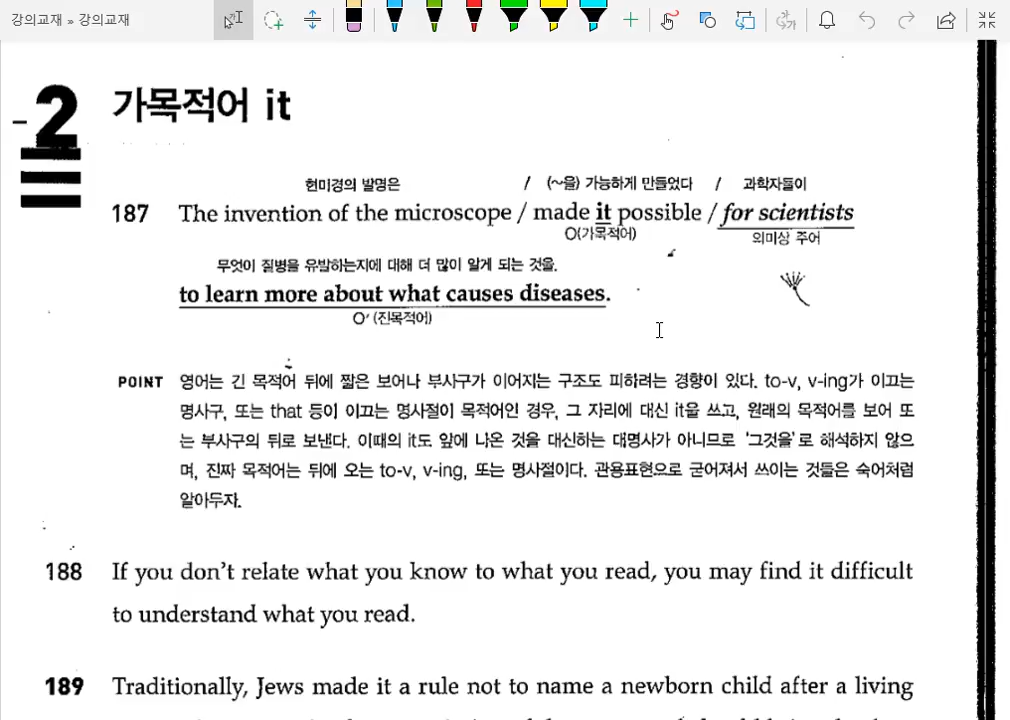 강의교재 » 강의교재
2 가목적어 it
현미경의 발명은 / (~을) 가능하게 만들었다 / 과학자들이
187 The invention of the microscope / made it possible / for scientists
O(가목적어) 의미상 주어
무엇이 질병을 유발하는지에 대해 더 많이 알게 되는 것을.
to learn more about what causes diseases.
O′ (진목적어)
POINT 영어는 긴 목적어 뒤에 짧은 보어나 부사구가 이어지는 구조도 피하려는 경향이 있다. to-v, v-ing가 이끄는
명사구, 또는 that 등이 이끄는 명사절이 목적어인 경우, 그 자리에 대신 it을 쓰고, 원래의 목적어를 보어 또
는 부사구의 뒤로 보낸다. 이때의 it도 앞에 나온 것을 대신하는 대명사가 아니므로 '그것을'로 해석하지 않으
며, 진짜 목적어는 뒤에 오는 to-v, v-ing, 또는 명사절이다. 관용표현으로 굳어져서 쓰이는 것들은 숙어처럼
알아두자.
188 If you don't relate what you know to what you read, you may find it difficult
to understand what you read.
189 Traditionally, Jews made it a rule not to name a newborn child after a living